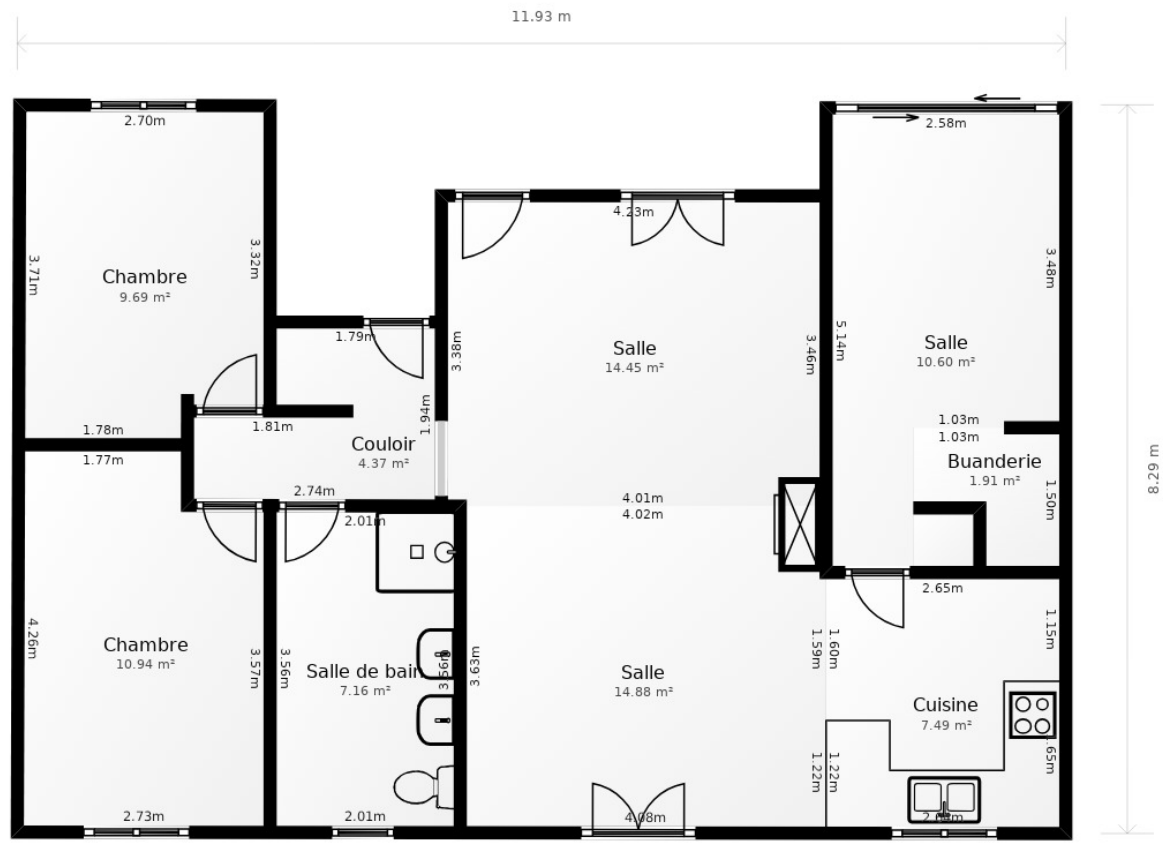 11.93 m
2.70m
2.58m
4.23m
3.71m
3.32m
Chambre
9.69 m²
1.79m
3.38m
3.46m
5.14m
3.48m
Salle
14.45 m²
Salle
10.60 m²
1.78m
1.77m
1.81m
1.94m
Couloir
4.37 m²
1.03m
1.03m
Buanderie
1.91 m²
1.50m
8.29 m
2.74m
2.01m
4.01m
4.02m
2.65m
4.26m
Chambre
10.94 m²
3.57m
3.56m
Salle de bain
7.16 m²
3.56m
3.63m
Salle
14.88 m²
1.59m
1.60m
1.15m
Cuisine
7.49 m²
1.22m
1.22m
.65m
2.73m
2.01m
4.08m